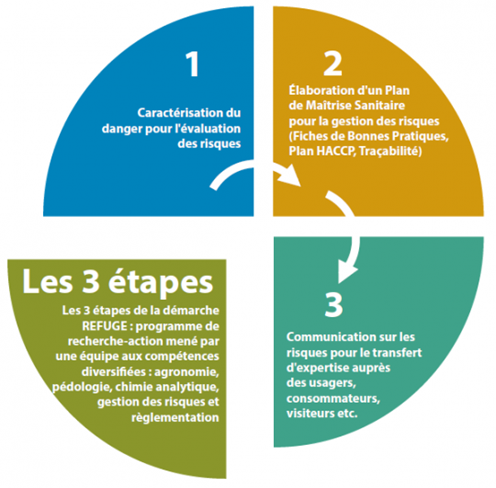 1
Caractérisation du
danger pour l'évaluation
des risques
2
Élaboration d'un Plan
de Maîtrise Sanitaire
pour la gestion des risques
(Fiches de Bonnes Pratiques,
Plan HACCP, Traçabilité)
3
Communication sur les
risques pour le transfert
d'expertise auprès
des usagers,
consommateurs,
visiteurs etc.
Les 3 étapes
Les 3 étapes de la démarche
REFUGE : programme de
recherche-action mené par
une équipe aux compétences
diversifiées : agronomie,
pédologie, chimie analytique,
gestion des risques et
règlementation